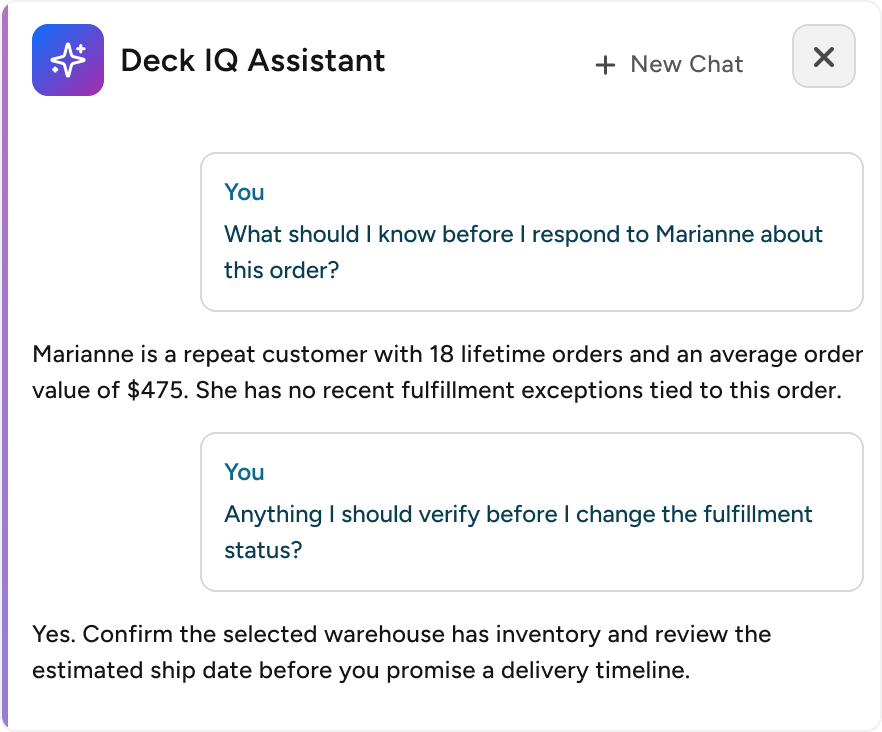 Deck IQ Assistant
+ New Chat
You
What should I know before I respond to Marianne about
this order?
Marianne is a repeat customer with 18 lifetime orders and an average order
value of $475. She has no recent fulfillment exceptions tied to this order.
You
Anything I should verify before I change the fulfillment
status?
Yes. Confirm the selected warehouse has inventory and review the
estimated ship date before you promise a delivery timeline.